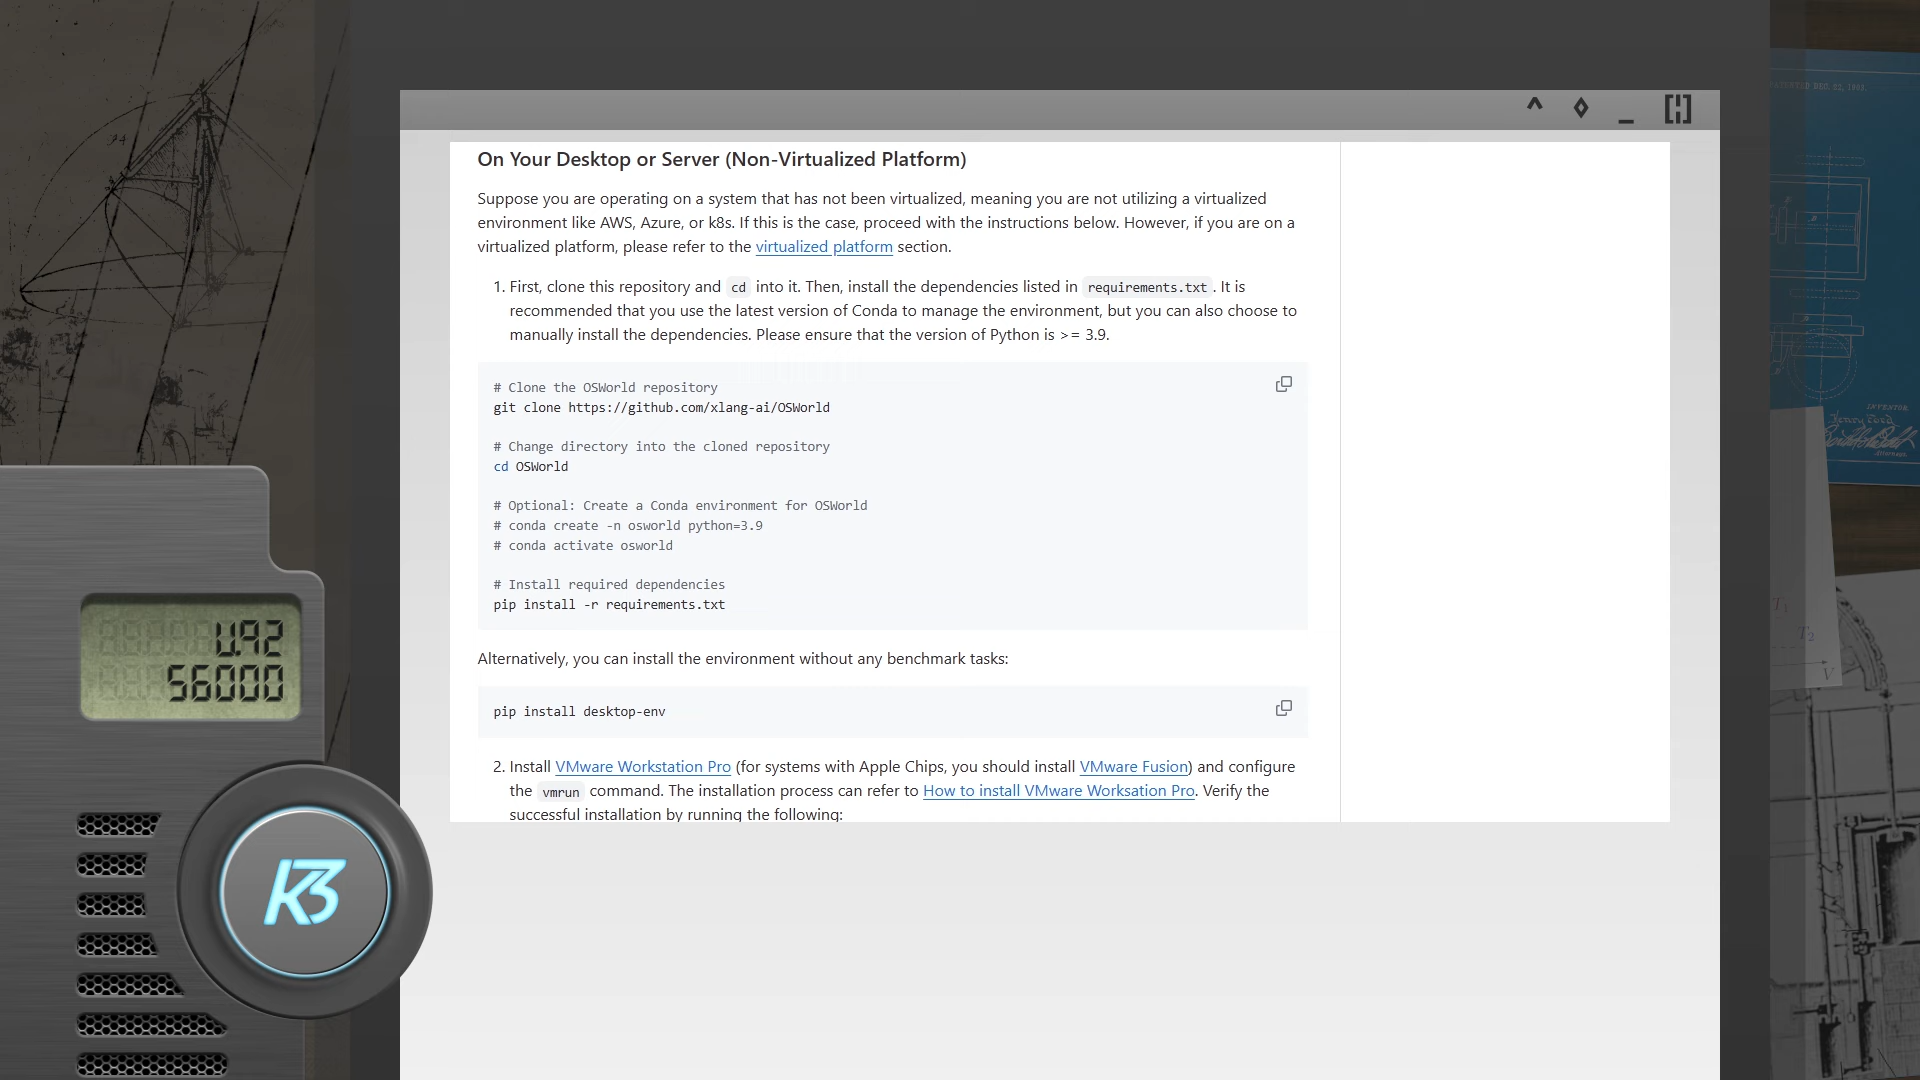 On Your Desktop or Server (Non-Virtualized Platform)
Suppose you are operating on a system that has not been virtualized, meaning you are not utilizing a virtualized
environment like AWS, Azure, or k8s. If this is the case, proceed with the instructions below. However, if you are on a
virtualized platform, please refer to the virtualized platform section.
1. First, clone this repository and cd into it. Then, install the dependencies listed in requirements.txt. It is
recommended that you use the latest version of Conda to manage the environment, but you can also choose to
manually install the dependencies. Please ensure that the version of Python is >= 3.9.
# Clone the OSWorld repository
git clone https://github.com/xlang-ai/OSWorld
# Change directory into the cloned repository
cd OSWorld
# Optional: Create a Conda environment for OSWorld
# conda create -n osworld python=3.9
# conda activate osworld
# Install required dependencies
pip install -r requirements.txt
Alternatively, you can install the environment without any benchmark tasks:
pip install desktop-env
2. Install VMware Workstation Pro (for systems with Apple Chips, you should install VMware Fusion) and configure
the vmrun command. The installation process can refer to How to install VMware Worksation Pro. Verify the
successful installation by running the following:
56000
K3
PATENTED DEC. 22, 1903.
INVENTOR
Henry Ford
Attorneys.
T1
T2
V